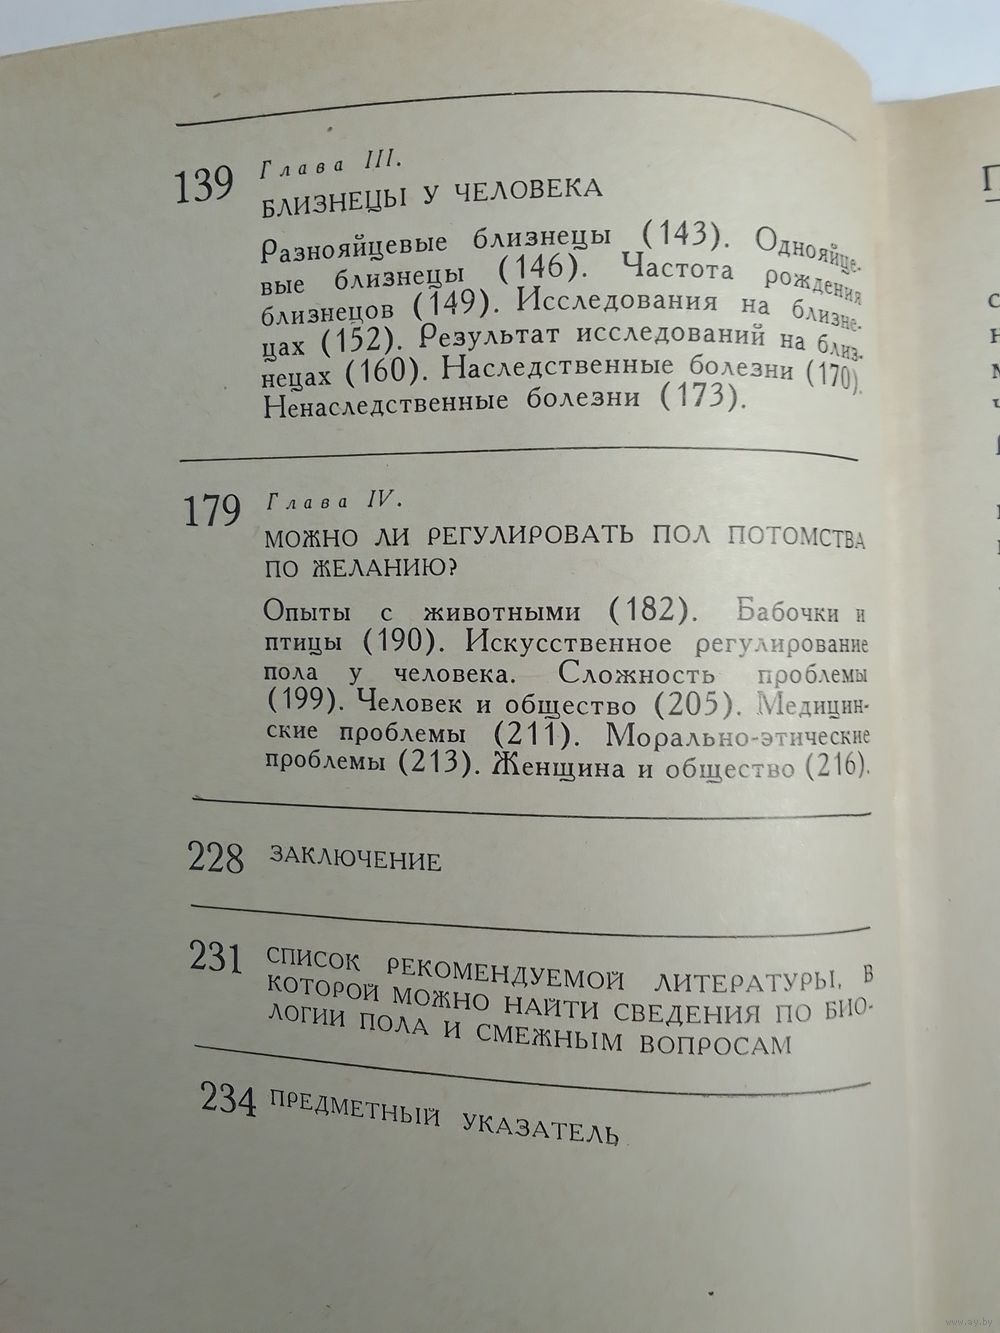 139 Глава III.
БЛИЗНЕЦЫ У ЧЕЛОВЕКА
Разнояйцевые близнецы (143). Однояйце-
вые близнецы (146). Частота рождения
близнецов (149). Исследования на близне-
цах (152). Результат исследований на близ-
нецах (160). Наследственные болезни (170).
Ненаследственные болезни (173).
179 Глава IV.
МОЖНО ЛИ РЕГУЛИРОВАТЬ ПОЛ ПОТОМСТВА
ПО ЖЕЛАНИЮ?
Опыты с животными (182). Бабочки и
птицы (190). Искусственное регулирование
пола у человека. Сложность проблемы
(199). Человек и общество (205). Медицин-
ские проблемы (211). Морально-этические
проблемы (213). Женщина и общество (216).
228 ЗАКЛЮЧЕНИЕ
231 СПИСОК РЕКОМЕНДУЕМОЙ ЛИТЕРАТУРЫ, В
КОТОРОЙ МОЖНО НАЙТИ СВЕДЕНИЯ ПО БИО-
ЛОГИИ ПОЛА И СМЕЖНЫМ ВОПРОСАМ
234 ПРЕДМЕТНЫЙ УКАЗАТЕЛЬ
www.ay.by